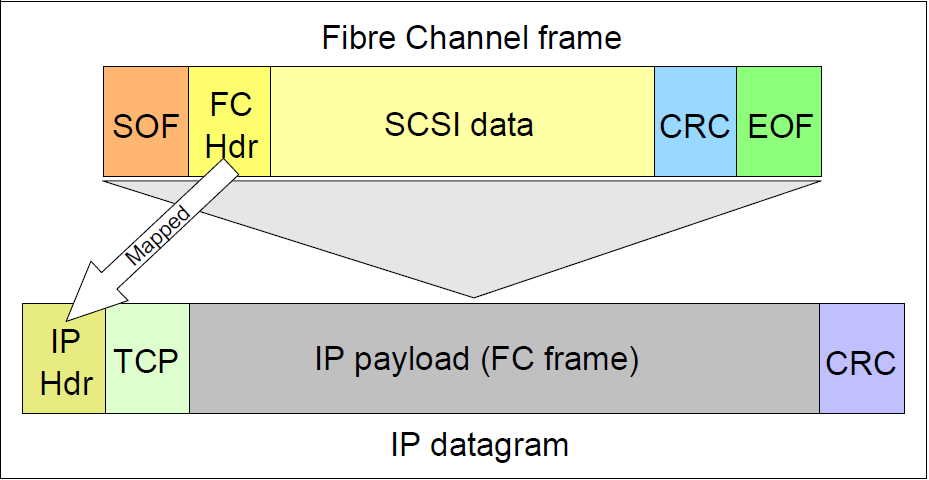 Fibre Channel frame
SOF
FC
Hdr
SCSI data
CRC
EOF
Mapped
IP
Hdr
TCP
IP payload (FC frame)
CRC
IP datagram